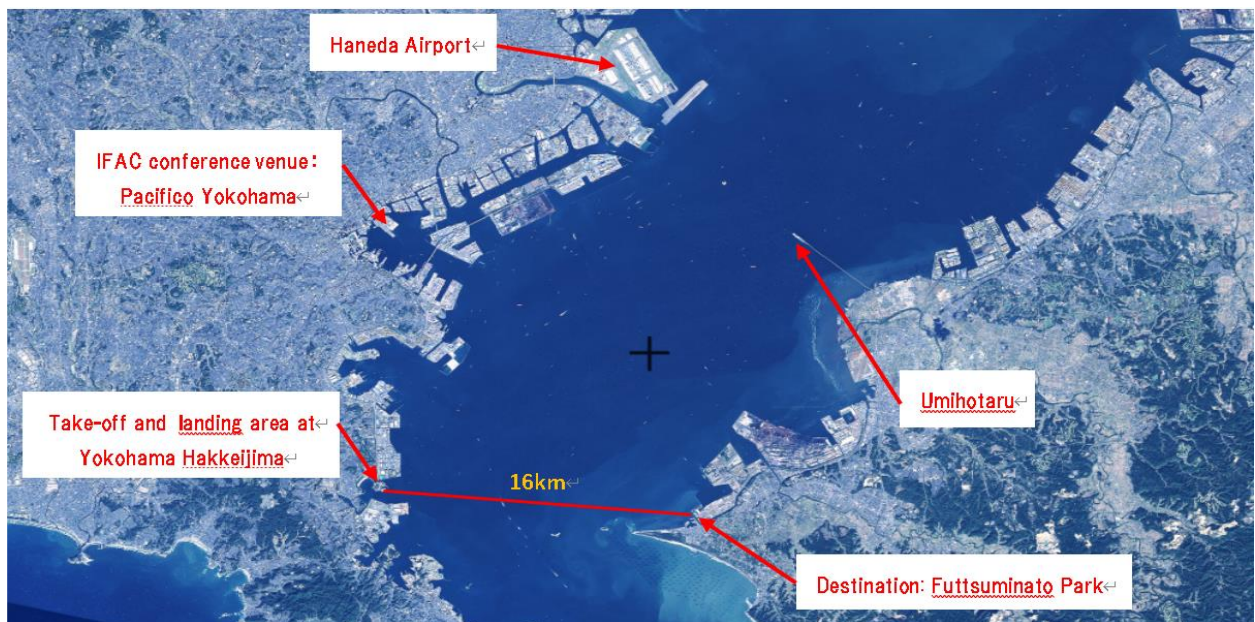 Haneda Airport↵
IFAC conference venue:
Pacifico Yokohama↵
Take-off and landing area at↵
Yokohama Hakkeijima↵
16km↵
Umihotaru↵
Destination: Futtsuminato Park↵